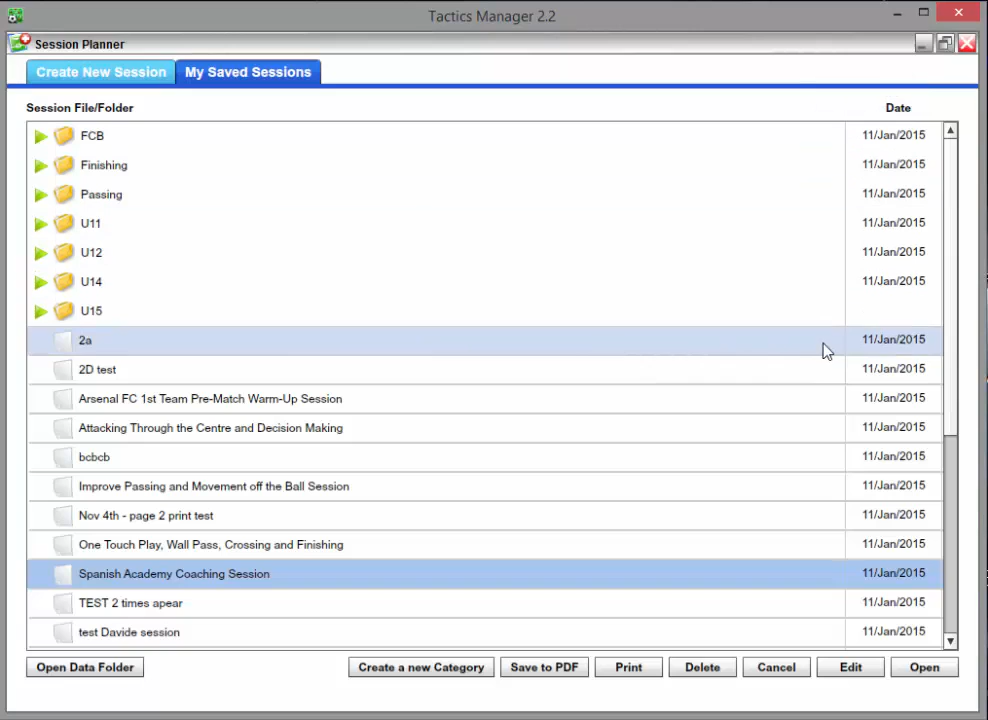 Tactics Manager 2.2
Session Planner
Create New Session My Saved Sessions
Session File/Folder Date
FCB 11/Jan/2015
Finishing 11/Jan/2015
Passing 11/Jan/2015
U11 11/Jan/2015
U12 11/Jan/2015
U14 11/Jan/2015
U15
2a 11/Jan/2015
2D test 11/Jan/2015
Arsenal FC 1st Team Pre-Match Warm-Up Session 11/Jan/2015
Attacking Through the Centre and Decision Making 11/Jan/2015
bcbcb 11/Jan/2015
Improve Passing and Movement off the Ball Session 11/Jan/2015
Nov 4th - page 2 print test 11/Jan/2015
One Touch Play, Wall Pass, Crossing and Finishing 11/Jan/2015
Spanish Academy Coaching Session 11/Jan/2015
TEST 2 times apear 11/Jan/2015
test Davide session 11/Jan/2015
Open Data Folder Create a new Category Save to PDF Print Delete Cancel Edit Open